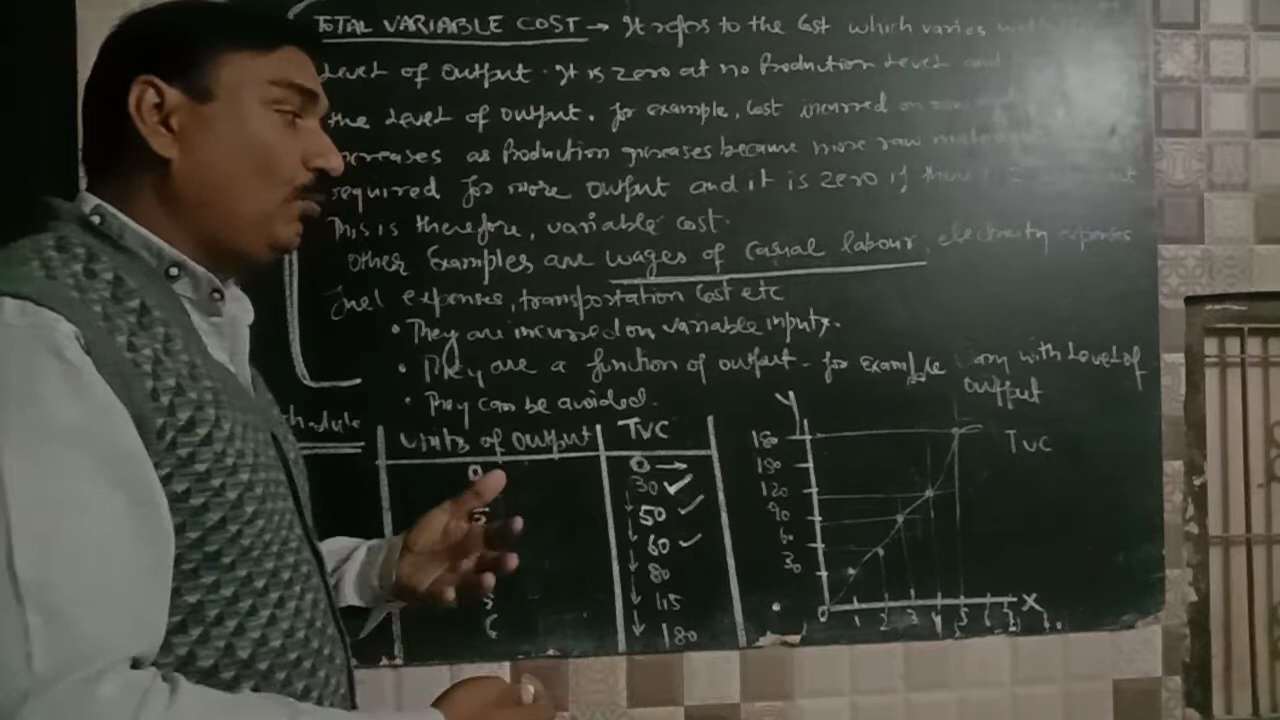 TOTAL VARIABLE COST → It refers to the Cost which varies
Level of Output. It is zero at no Production Level and
the Level of output. for example, Cost incurred on
increases as Production increases because more raw
required for more output and it is zero if
This is therefore, variable cost.
Other Examples are wages of casual labour, electricity expenses
fuel expenses, transportation Cost etc
• They are incurred on variable inputs.
• They are a function of output - for example vary with Level of
output
• They can be avoided.
Units of output TVC
0 0 →
30 ✓
↓ 50 ✓
↓ 60 ✓
↓ 80
5 ↓ 115
6 ↓ 180
Y
180 TVC
150
120
90
60
30
0 1 2 3 4 5 6 X